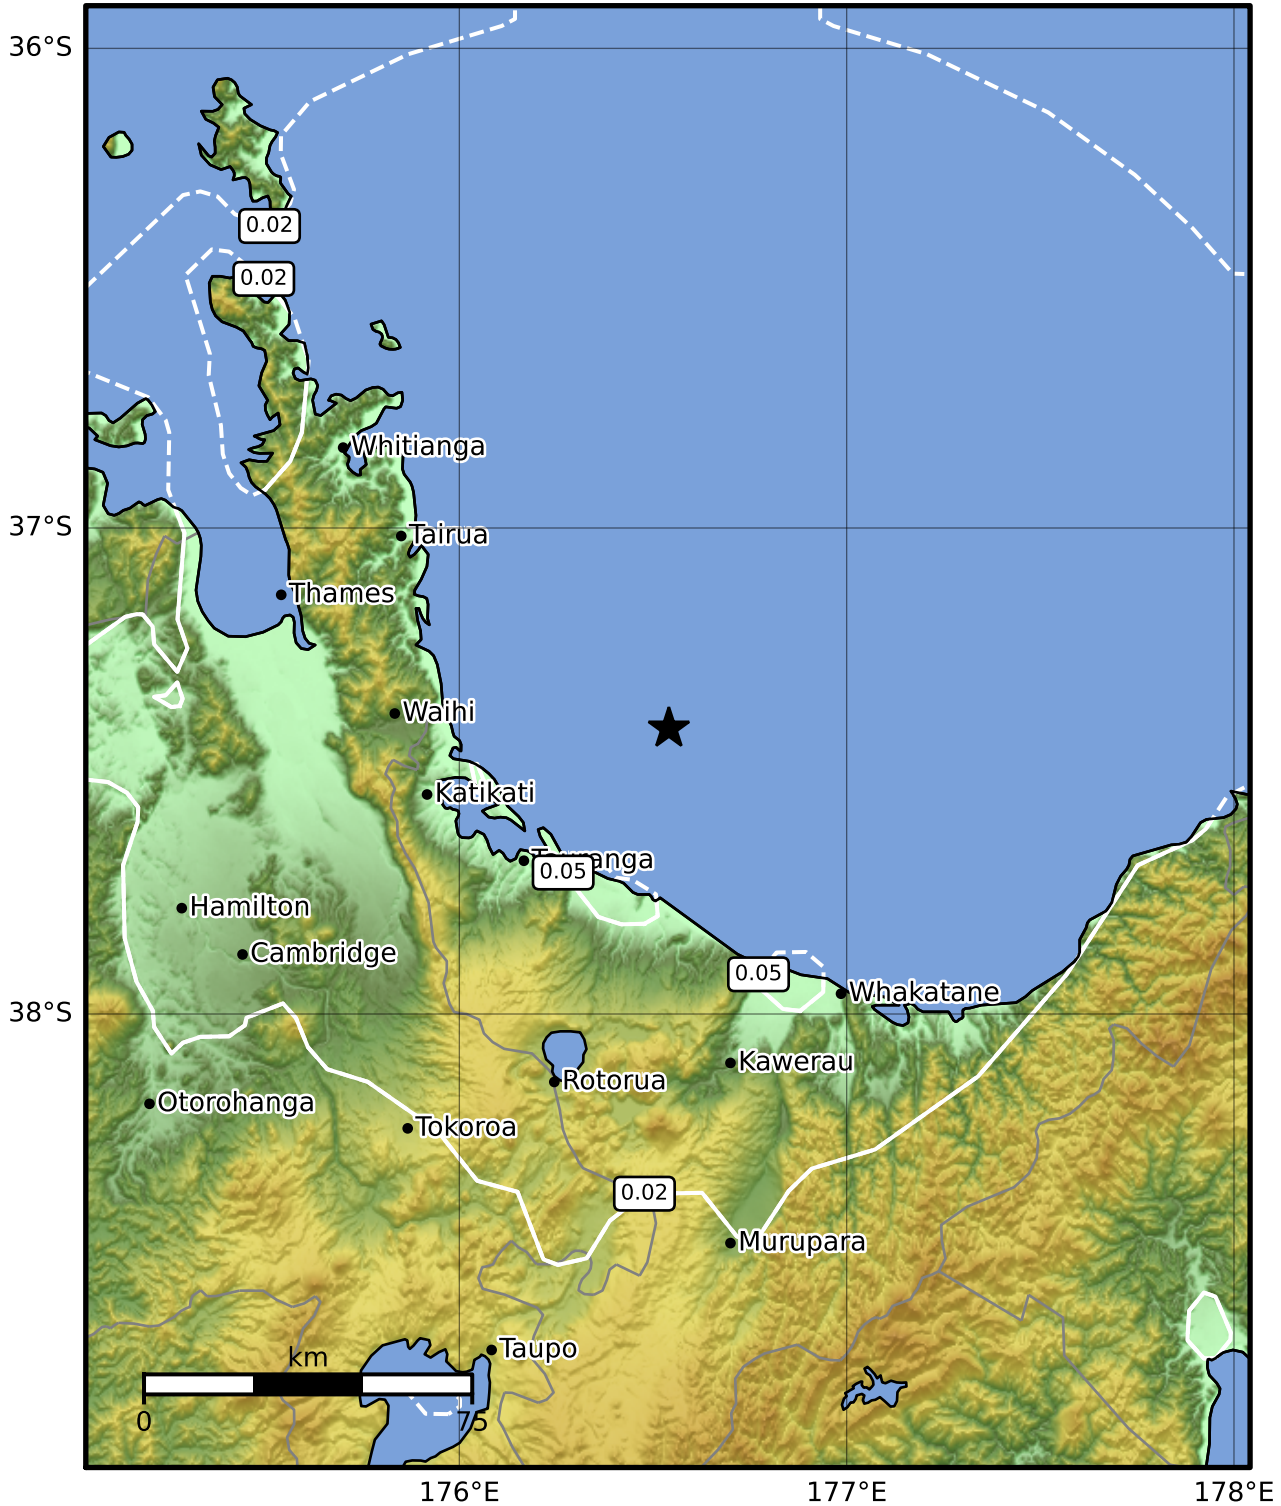 36°S
0.02
0.02
Whitianga
37°S
Tairua
Thames
Waihi
Katikati
Tauranga
0.05
Hamilton
Cambridge
0.05
Whakatane
38°S
Kawerau
Rotorua
Otorohanga
Tokoroa
0.02
Murupara
Taupo
km
0
75
176°E
177°E
178°E